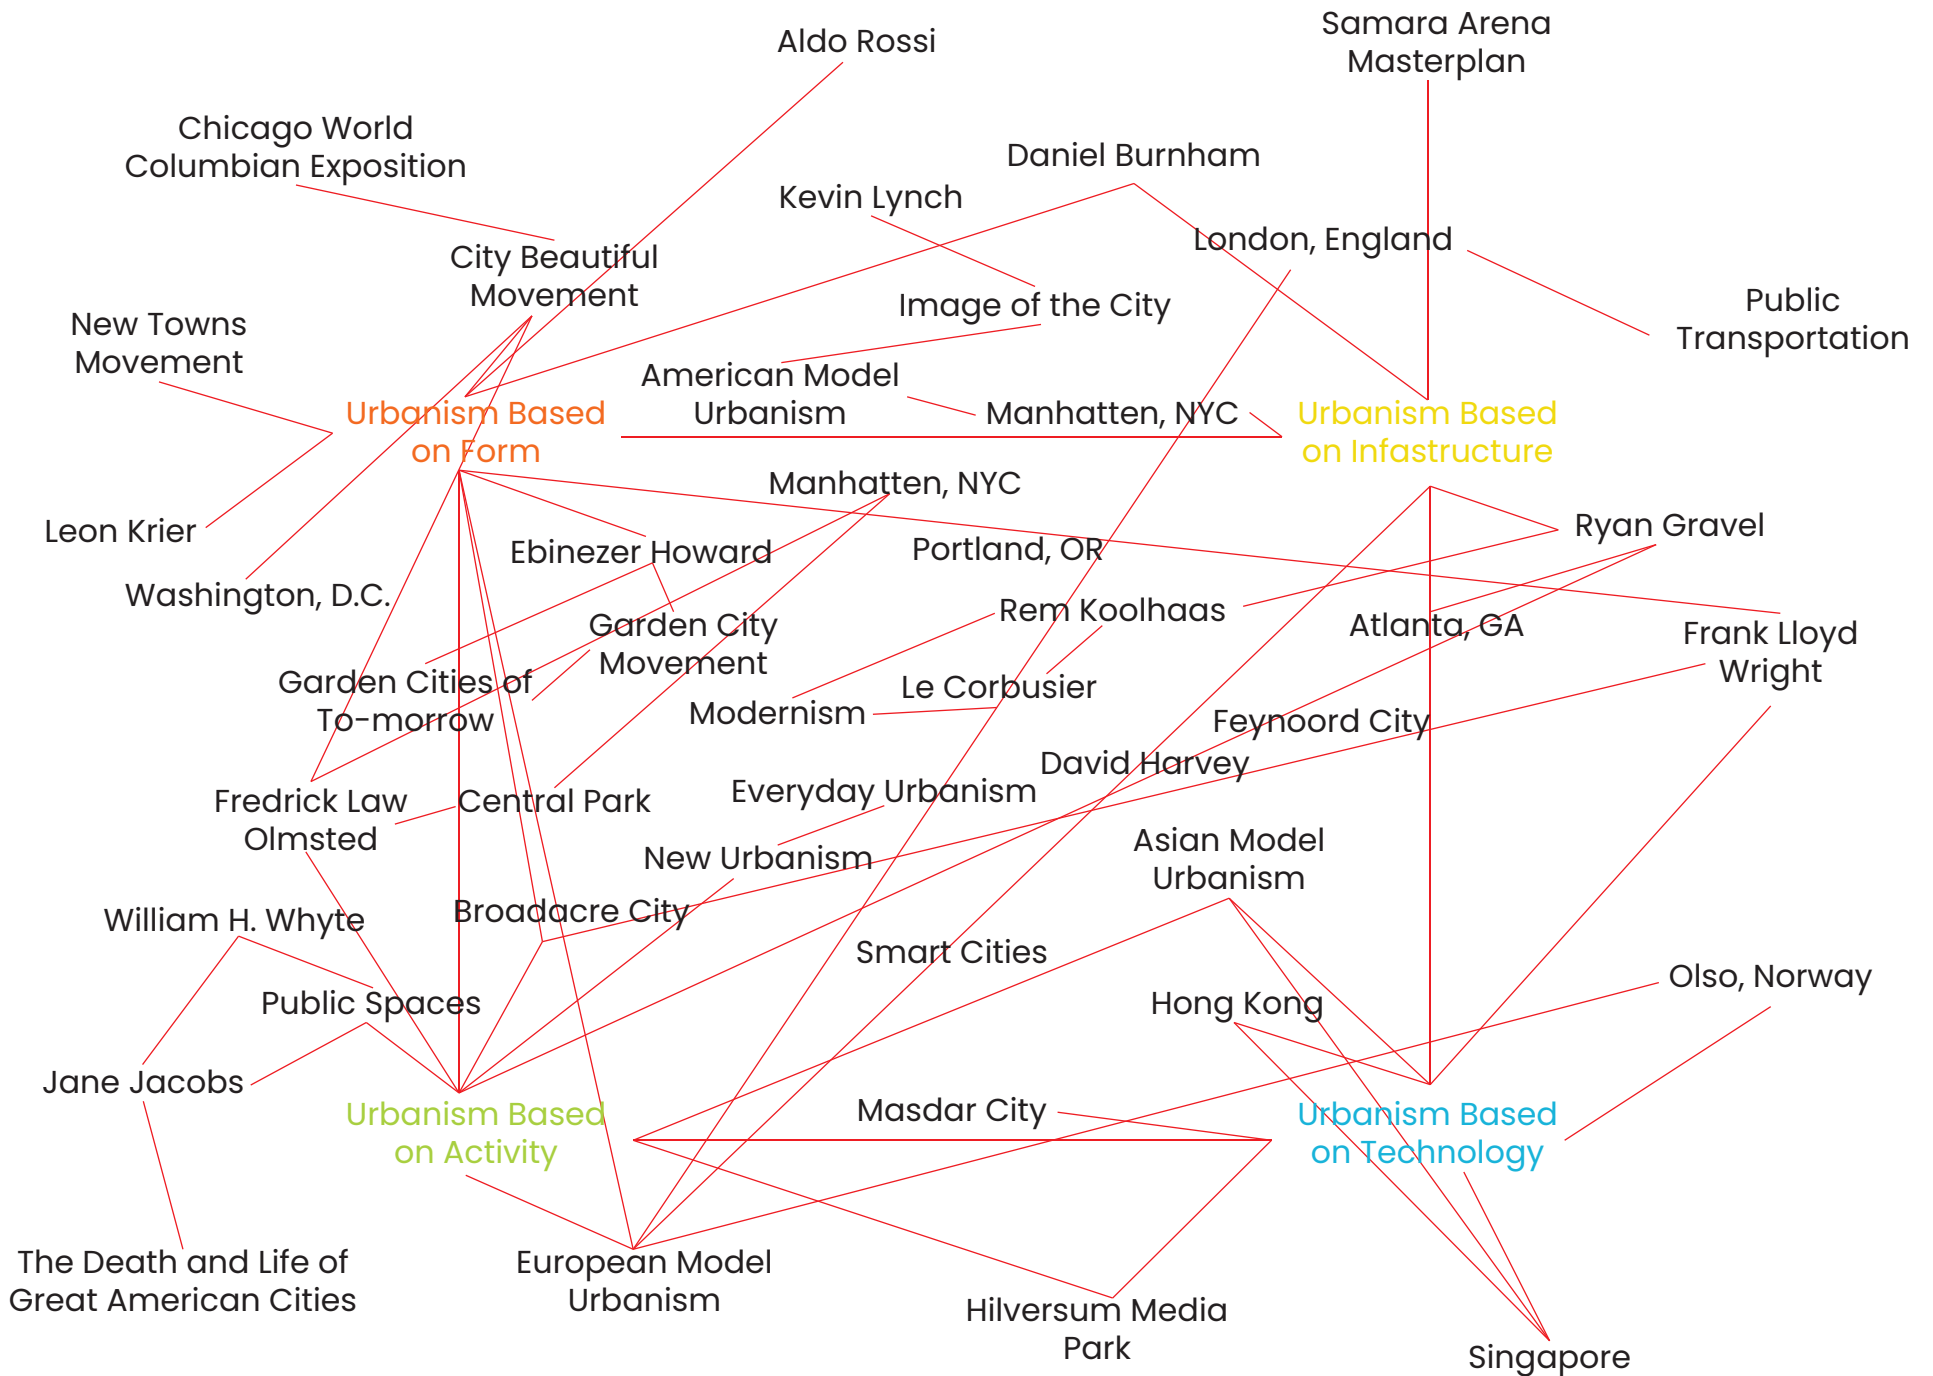 Aldo Rossi
Samara Arena
Masterplan
Chicago World
Columbian Exposition
Daniel Burnham
Kevin Lynch
London, England
City Beautiful
Movement
Image of the City
Public
Transportation
New Towns
Movement
American Model
Urbanism
Manhatten, NYC
Urbanism Based
on Form
Urbanism Based
on Infastructure
Manhatten, NYC
Leon Krier
Ryan Gravel
Ebinezer Howard
Portland, OR
Washington, D.C.
Rem Koolhaas
Garden City
Movement
Atlanta, GA
Frank Lloyd
Wright
Garden Cities of
To-morrow
Le Corbusier
Modernism
Feynoord City
David Harvey
Everyday Urbanism
Fredrick Law
Olmsted
Central Park
Asian Model
Urbanism
New Urbanism
William H. Whyte
Broadacre City
Smart Cities
Olso, Norway
Public Spaces
Hong Kong
Jane Jacobs
Masdar City
Urbanism Based
on Activity
Urbanism Based
on Technology
The Death and Life of
Great American Cities
European Model
Urbanism
Hilversum Media
Park
Singapore